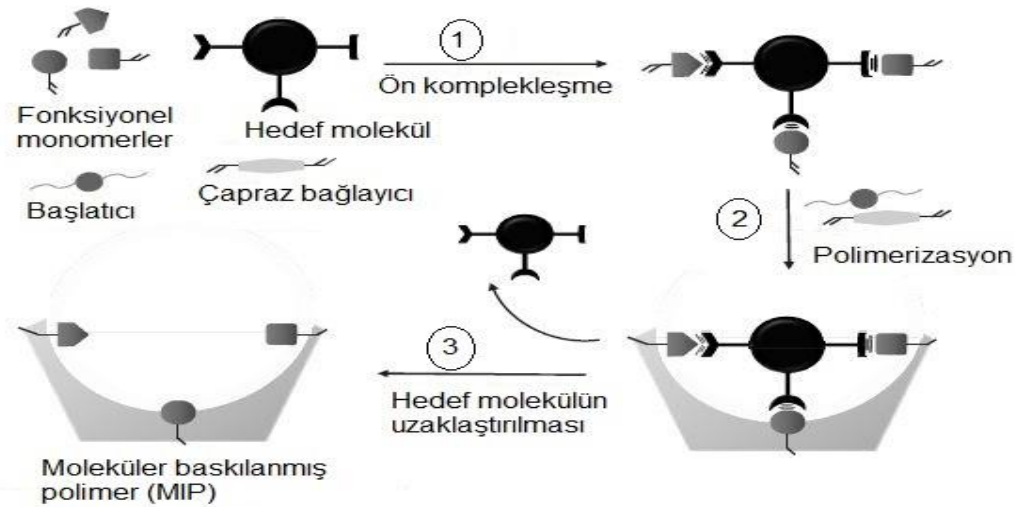 1
Ön komplekleşme
Fonksiyonel
monomerler
Hedef molekül
Başlatıcı
Çapraz bağlayıcı
2
Polimerizasyon
3
Hedef molekülün
uzaklaştırılması
Moleküler baskılanmış
polimer (MIP)